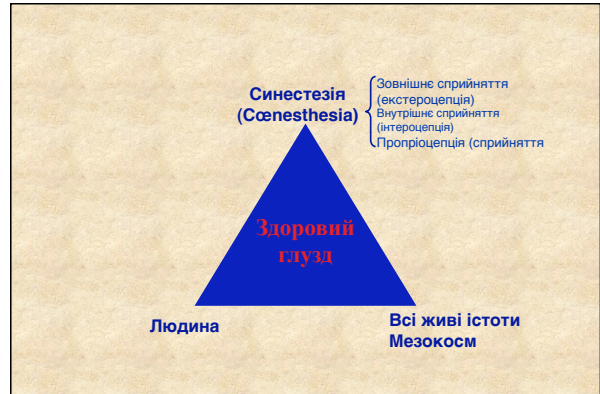 Синестезія
(Cœnesthesia)
Зовнішнє сприйняття
(екстероцепція)
Внутрішнє сприйняття
(інтероцепція)
Пропріоцепція (сприйняття
Здоровий
глузд
Людина
Всі живі істоти
Мезокосм